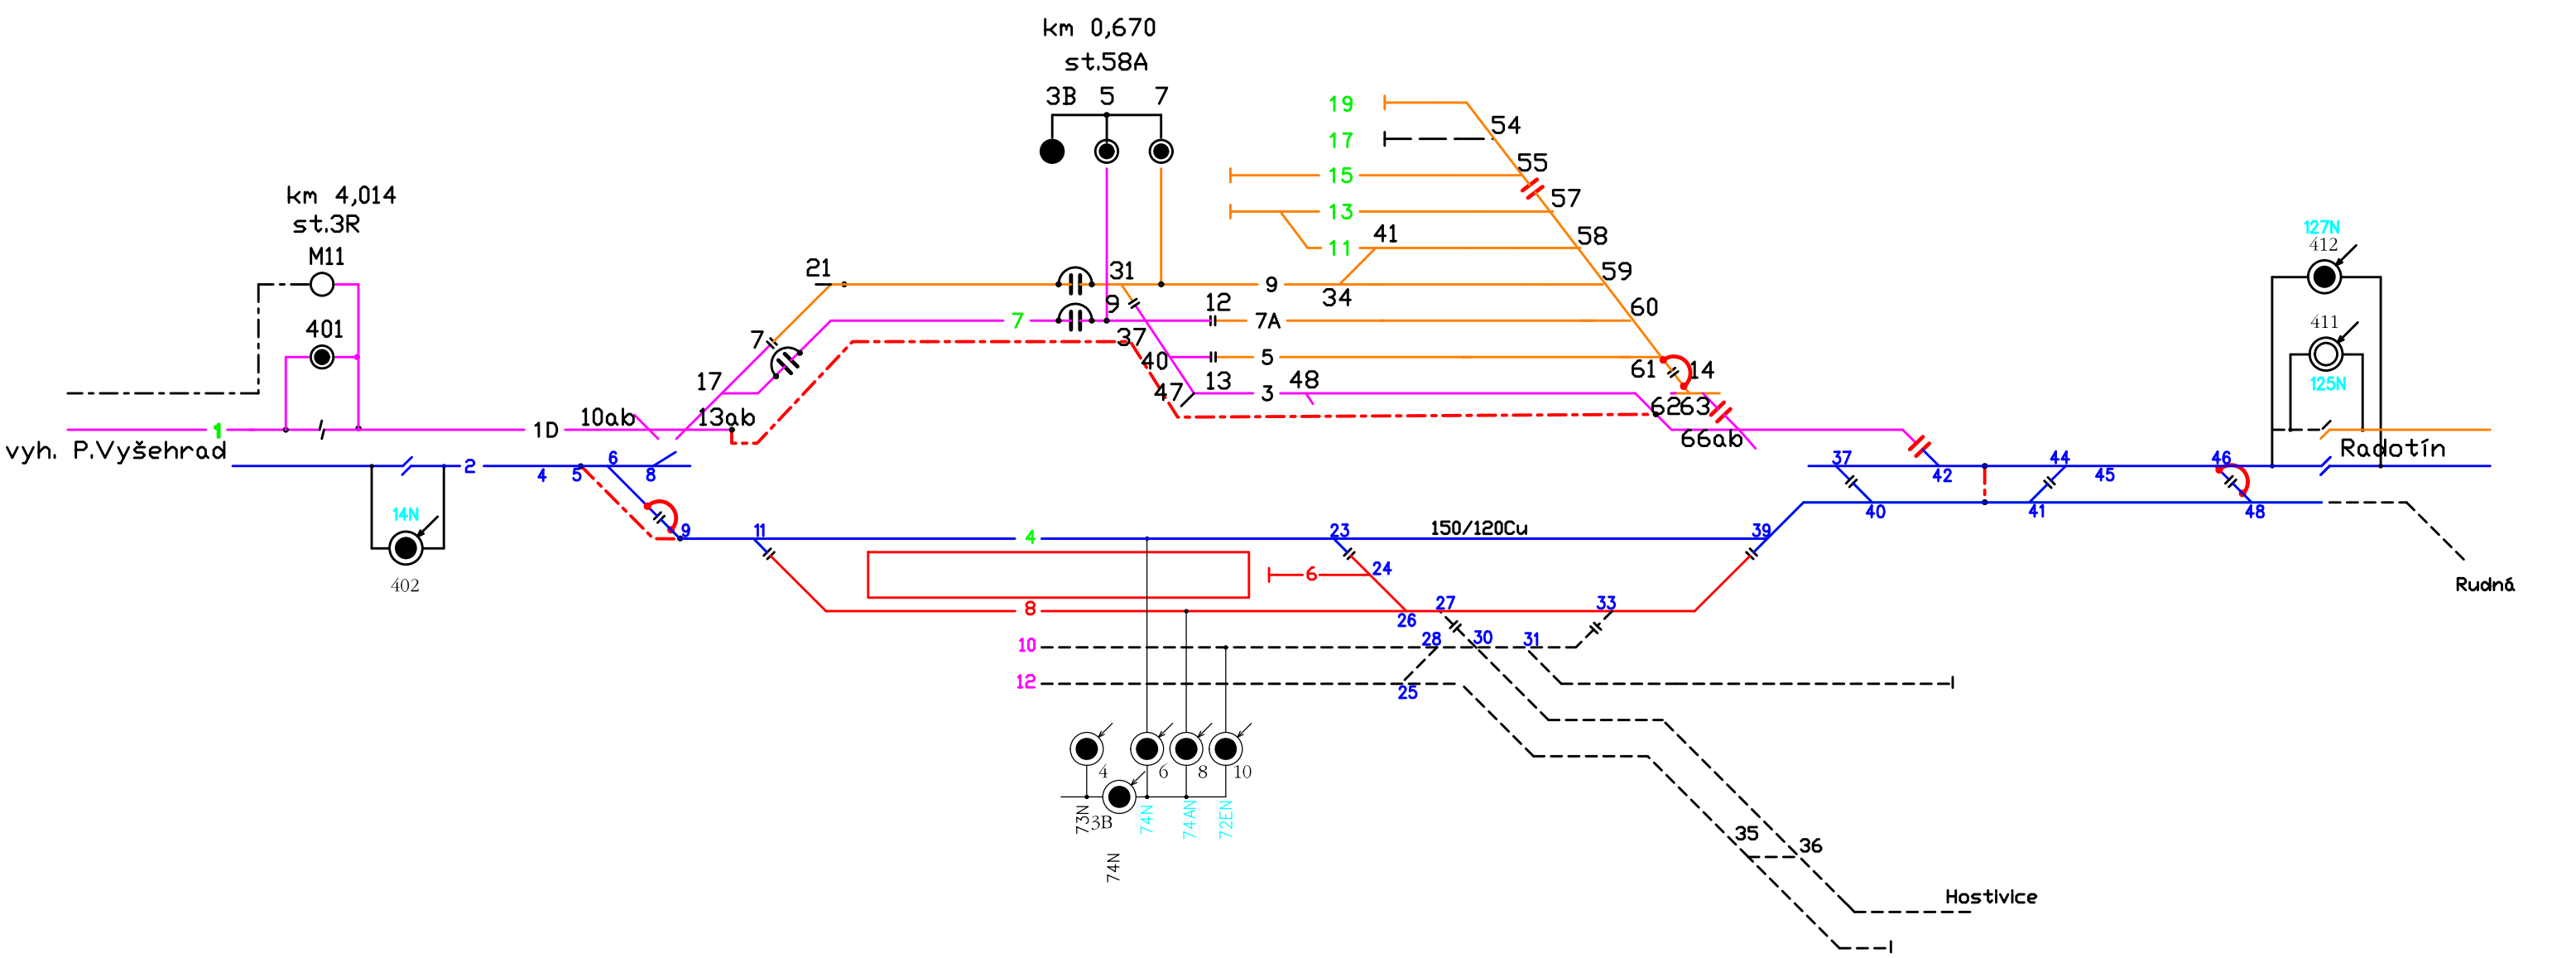 km 0,670
st.58A
3B 5 7
19
54
17
55
15
57
km 4,014
st.3R
13
M11
41
11
58
127N
412
21
31
9
34
59
401
7
7
9
12
7A
60
37
411
17
40
5
61
14
125N
47
13
3
48
10ab
13ab
62
63
1
1D
66ab
vyh. P.Vyšehrad
Radotín
2
4
5
6
8
37
42
44
45
46
14N
9
11
4
23
150/120Cu
39
40
41
48
402
6
24
Rudná
8
26
27
33
10
28
30
31
12
25
4
6
8
10
73N
3B
74N
74AN
72EN
74N
35
36
Hostivice